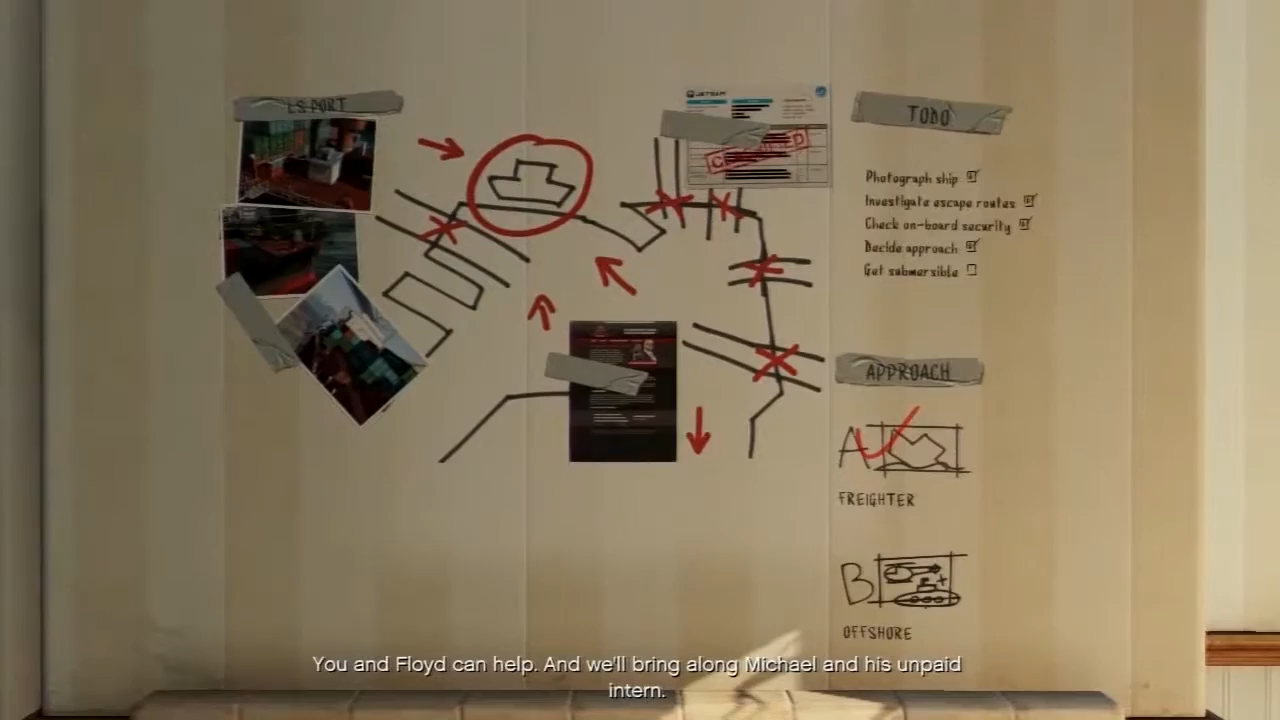 LS PORT
JETSAM
TODO
Photograph ship
Investigate escape routes
Check on-board security
Decide approach
Get submersible
APPROACH
A
FREIGHTER
B
OFFSHORE
You and Floyd can help. And we'll bring along Michael and his unpaid
intern.